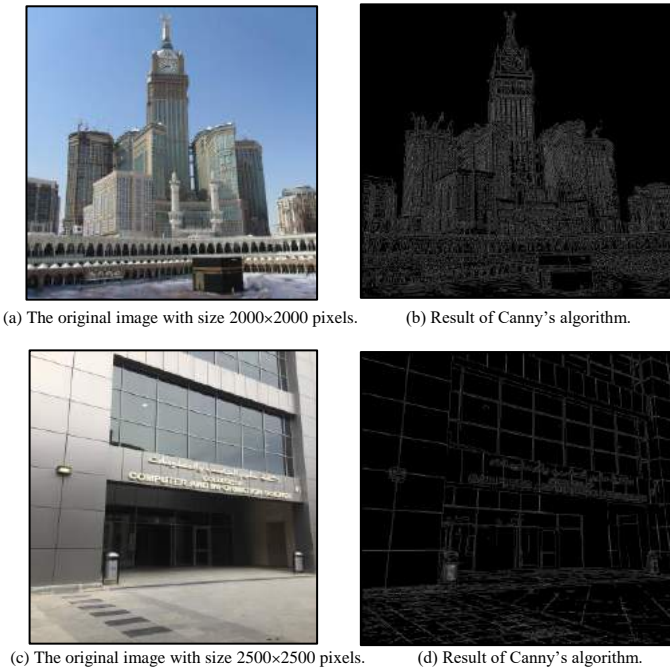 (a) The original image with size 2000×2000 pixels.
(b) Result of Canny's algorithm.
COMPUTER AND INFORMATION SCIENCE
(c) The original image with size 2500×2500 pixels.
(d) Result of Canny's algorithm.